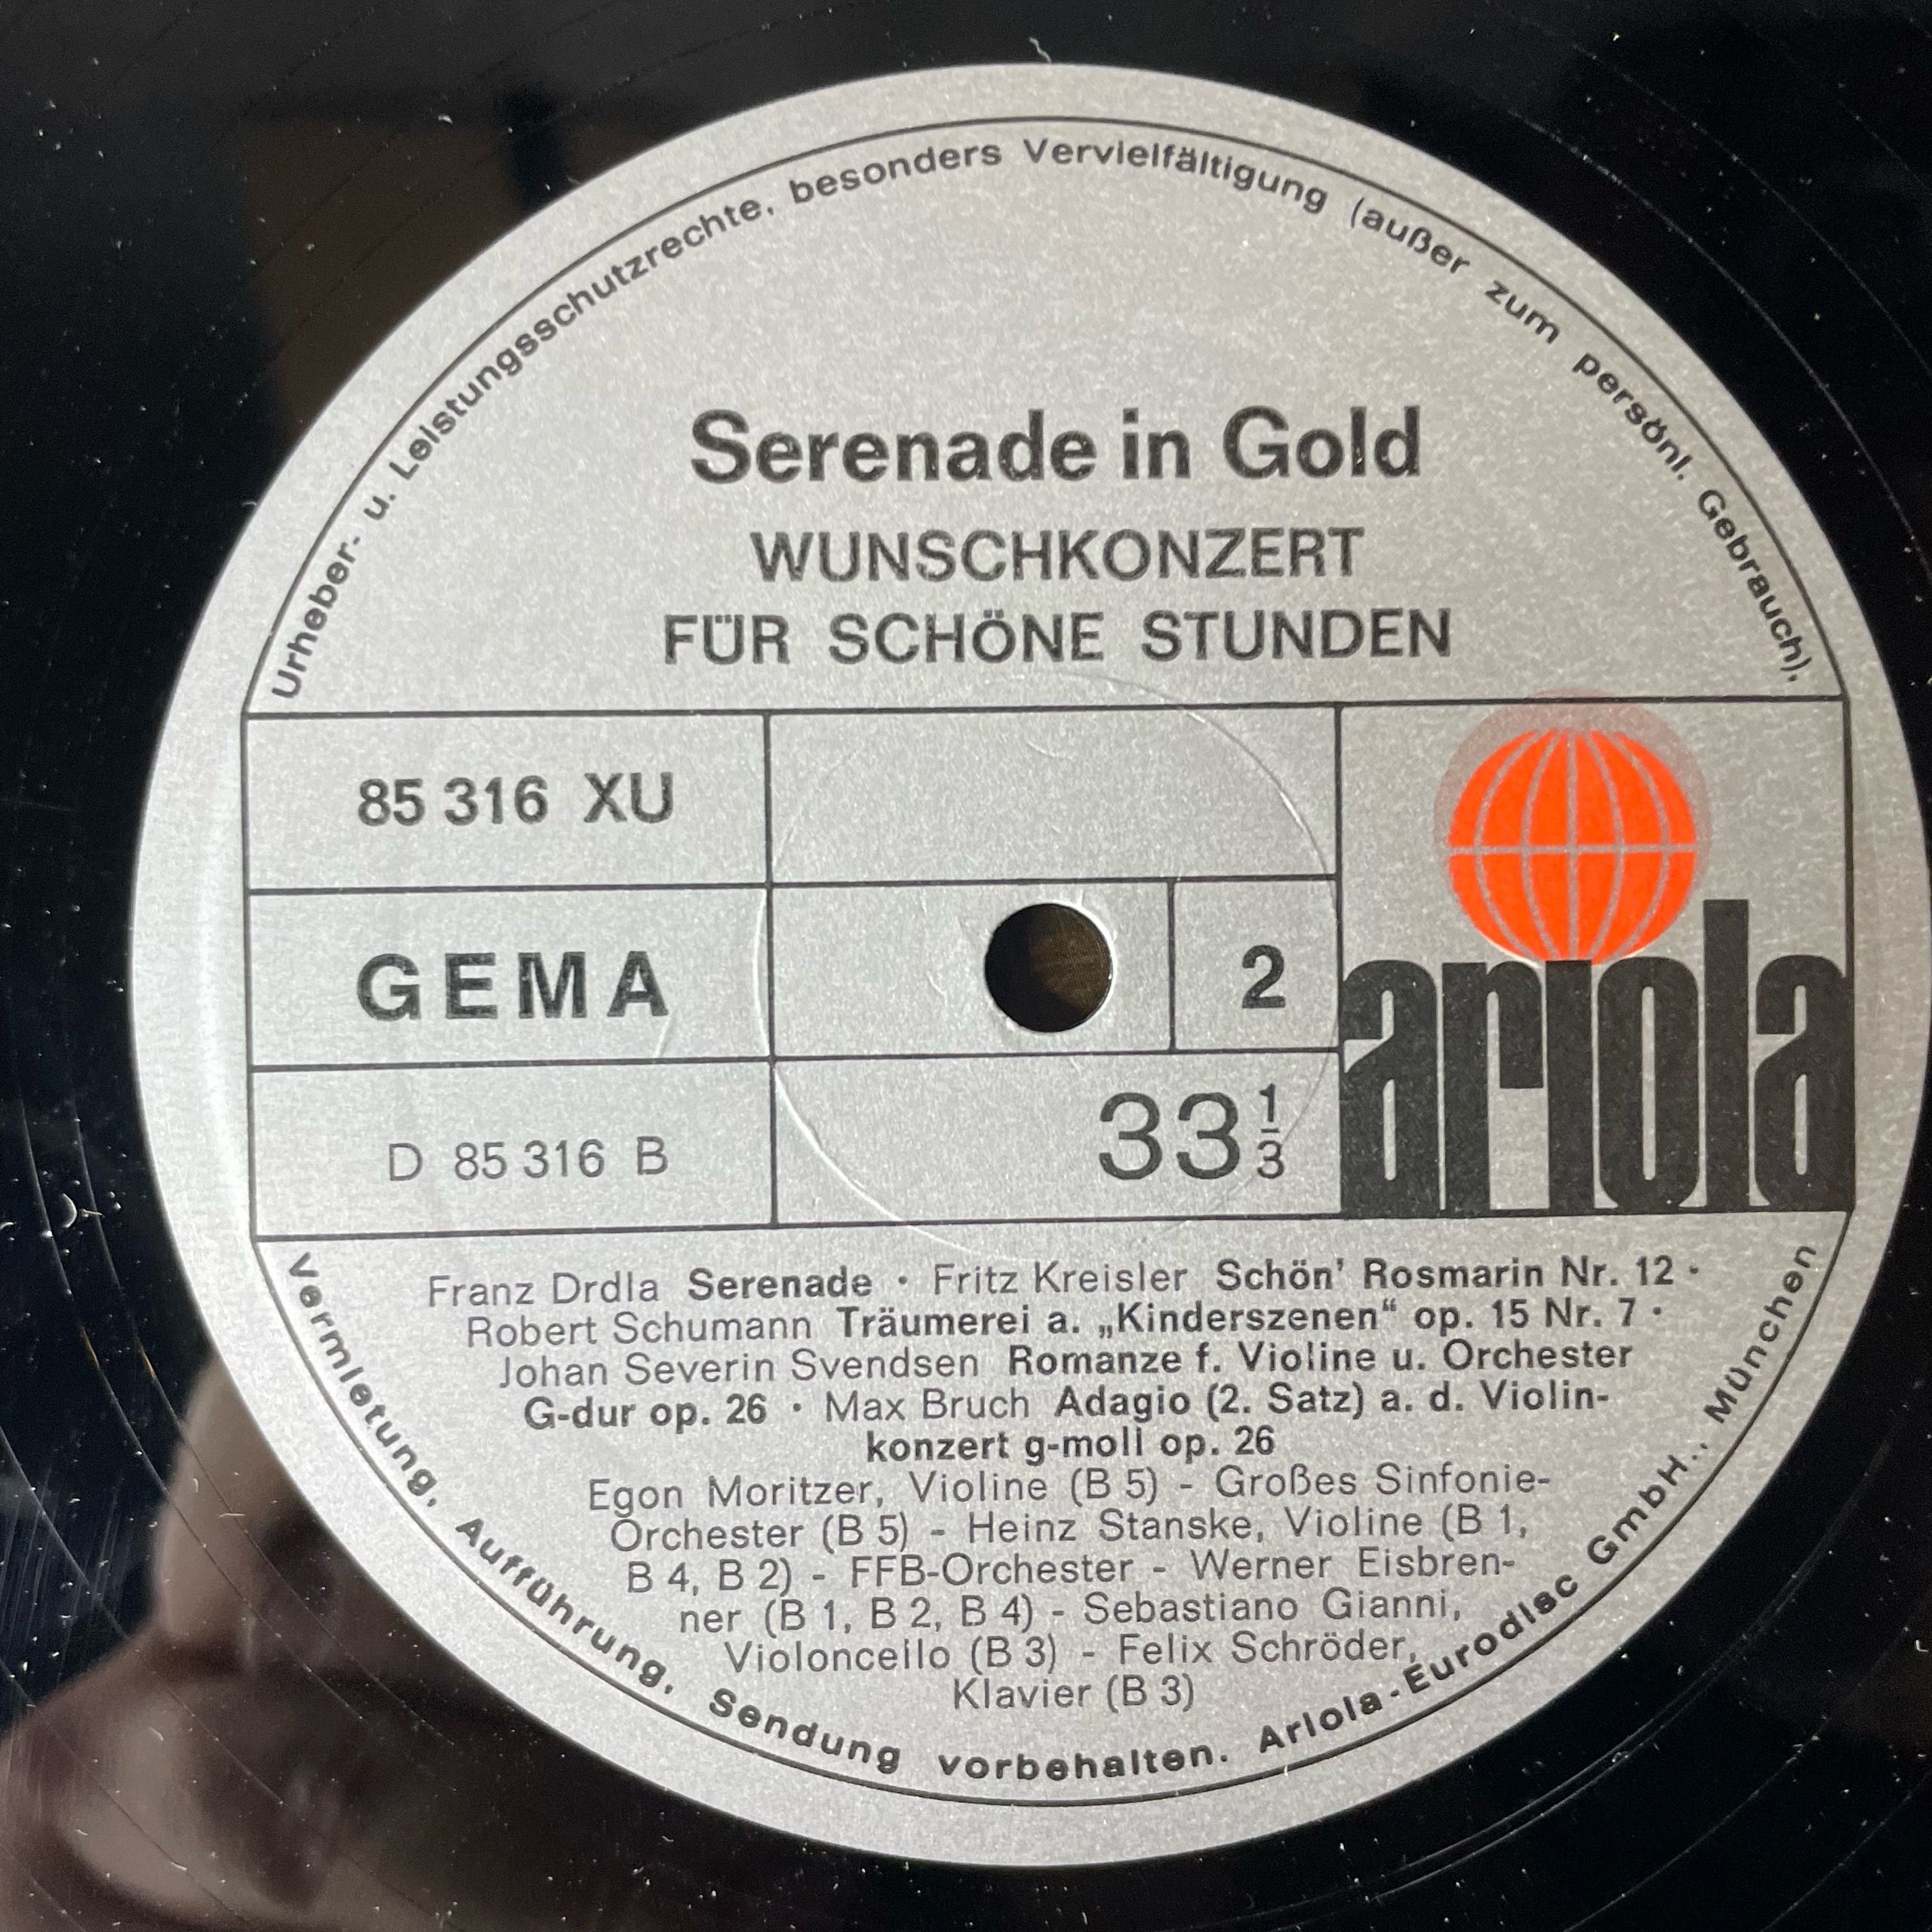 Urheber- u. Leistungsschutzrechte, besonders Vervielfältigung (außer zum persönl. Gebrauch),
Serenade in Gold
WUNSCHKONZERT
FÜR SCHÖNE STUNDEN
85 316 XU
GEMA
2
D 85 316 B
33 1/3
ariola
Franz Drdla Serenade · Fritz Kreisler Schön' Rosmarin Nr. 12 ·
Robert Schumann Träumerei a. „Kinderszenen“ op. 15 Nr. 7 ·
Johan Severin Svendsen Romanze f. Violine u. Orchester
G-dur op. 26 · Max Bruch Adagio (2. Satz) a. d. Violin-
konzert g-moll op. 26
Egon Moritzer, Violine (B 5) - Großes Sinfonie-
Orchester (B 5) - Heinz Stanske, Violine (B 1,
B 4, B 2) - FFB-Orchester - Werner Eisbren-
ner (B 1, B 2, B 4) - Sebastiano Gianni,
Violoncello (B 3) - Felix Schröder,
Klavier (B 3)
Vermietung, Aufführung, Sendung vorbehalten. Ariola-Eurodisc GmbH., München